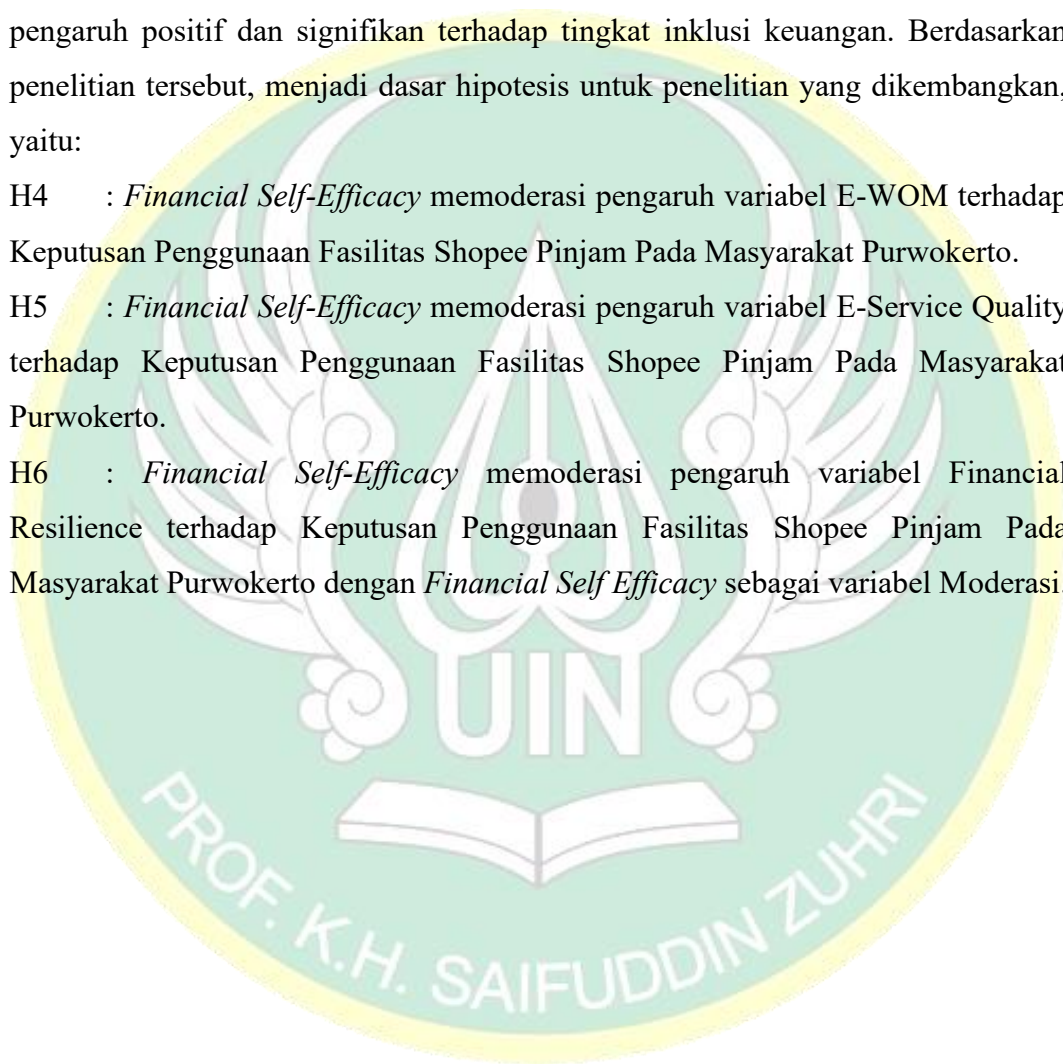 pengaruh positif dan signifikan terhadap tingkat inklusi keuangan. Berdasarkan
penelitian tersebut, menjadi dasar hipotesis untuk penelitian yang dikembangkan,
yaitu:
H4 : Financial Self-Efficacy memoderasi pengaruh variabel E-WOM terhadap
Keputusan Penggunaan Fasilitas Shopee Pinjam Pada Masyarakat Purwokerto.
H5 : Financial Self-Efficacy memoderasi pengaruh variabel E-Service Quality
terhadap Keputusan Penggunaan Fasilitas Shopee Pinjam Pada Masyarakat
Purwokerto.
H6 : Financial Self-Efficacy memoderasi pengaruh variabel Financial
Resilience terhadap Keputusan Penggunaan Fasilitas Shopee Pinjam Pada
Masyarakat Purwokerto dengan Financial Self Efficacy sebagai variabel Moderasi.
UIN
PROF. K.H. SAIFUDDIN ZUHRI